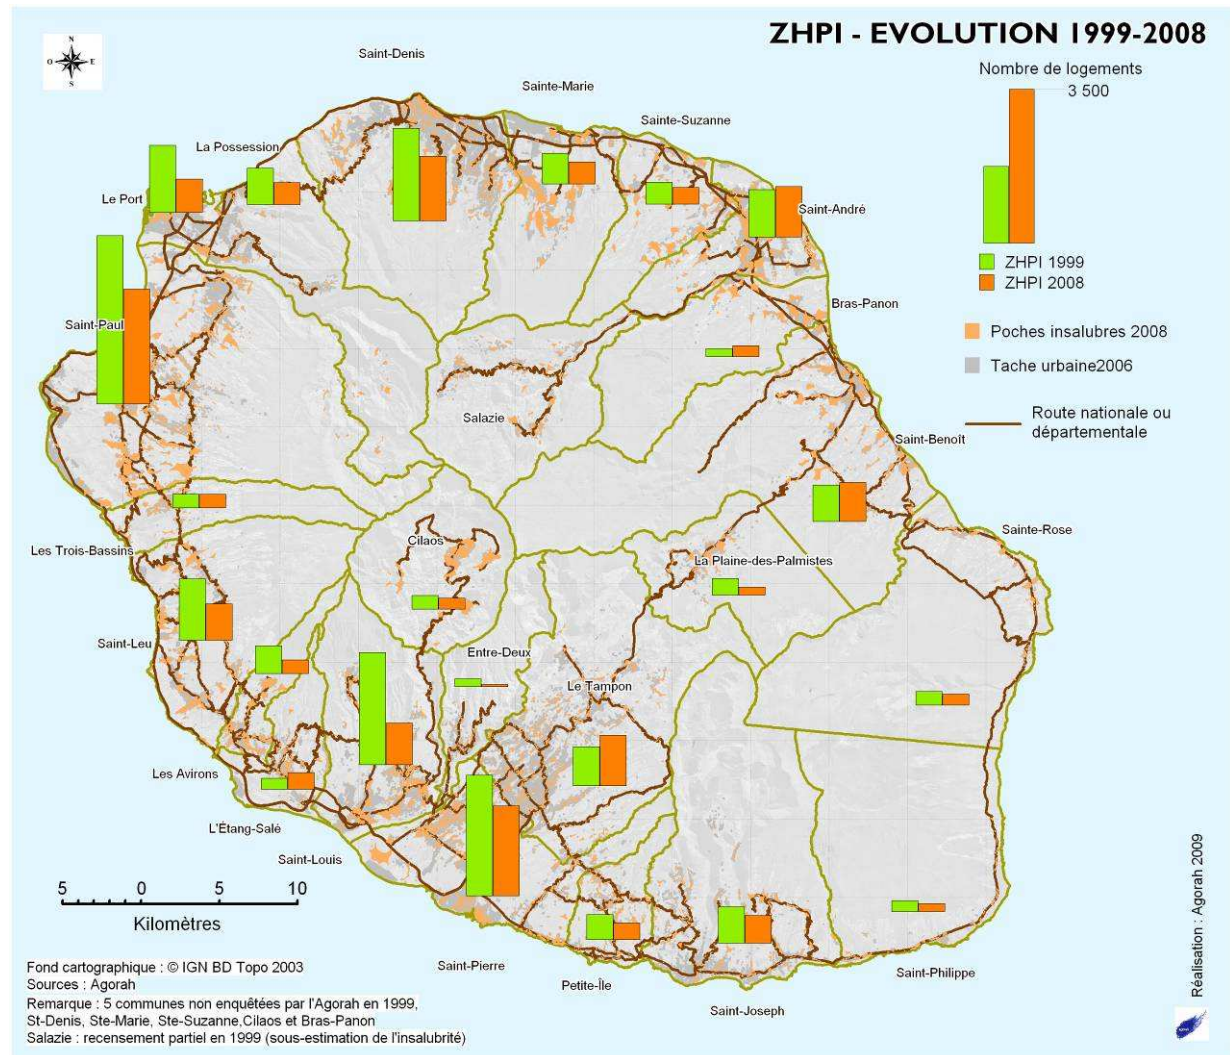 ZHPI - EVOLUTION 1999-2008
N
O
E
S
Nombre de logements
3 500
ZHPI 1999
ZHPI 2008
Poches insalubres 2008
Tache urbaine2006
Route nationale ou
départementale
Saint-Denis
Sainte-Marie
Sainte-Suzanne
La Possession
Le Port
Saint-André
Bras-Panon
Saint-Paul
Salazie
Saint-Benoît
Sainte-Rose
Cilaos
Les Trois-Bassins
La Plaine-des-Palmistes
Saint-Leu
Entre-Deux
Le Tampon
Les Avirons
L'Étang-Salé
Saint-Louis
Saint-Pierre
Petite-Île
Saint-Joseph
Saint-Philippe
5 0 5 10
Kilomètres
Fond cartographique : © IGN BD Topo 2003
Sources : Agorah
Remarque : 5 communes non enquêtées par l'Agorah en 1999,
St-Denis, Ste-Marie, Ste-Suzanne,Cilaos et Bras-Panon
Salazie : recensement partiel en 1999 (sous-estimation de l'insalubrité)
Réalisation : Agorah 2009